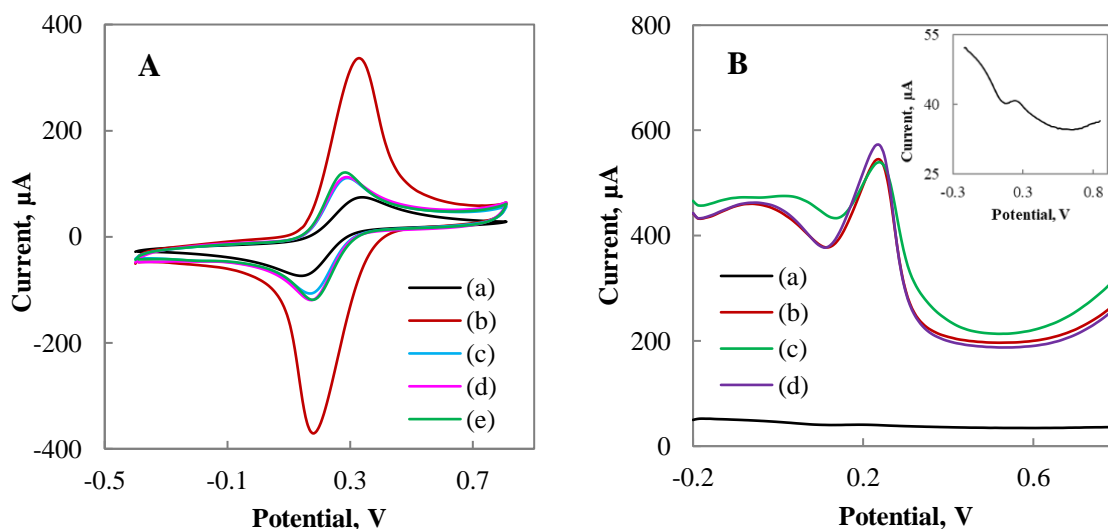 A
Current, µA
400
200
0
-200
-400
-0.5
-0.1
0.3
0.7
Potential, V
(a)
(b)
(c)
(d)
(e)
B
Current, µA
800
600
400
200
0
-0.2
0.2
0.6
Potential, V
(a)
(b)
(c)
(d)
Current, µA
55
40
25
-0.3
0.3
0.8
Potential, V